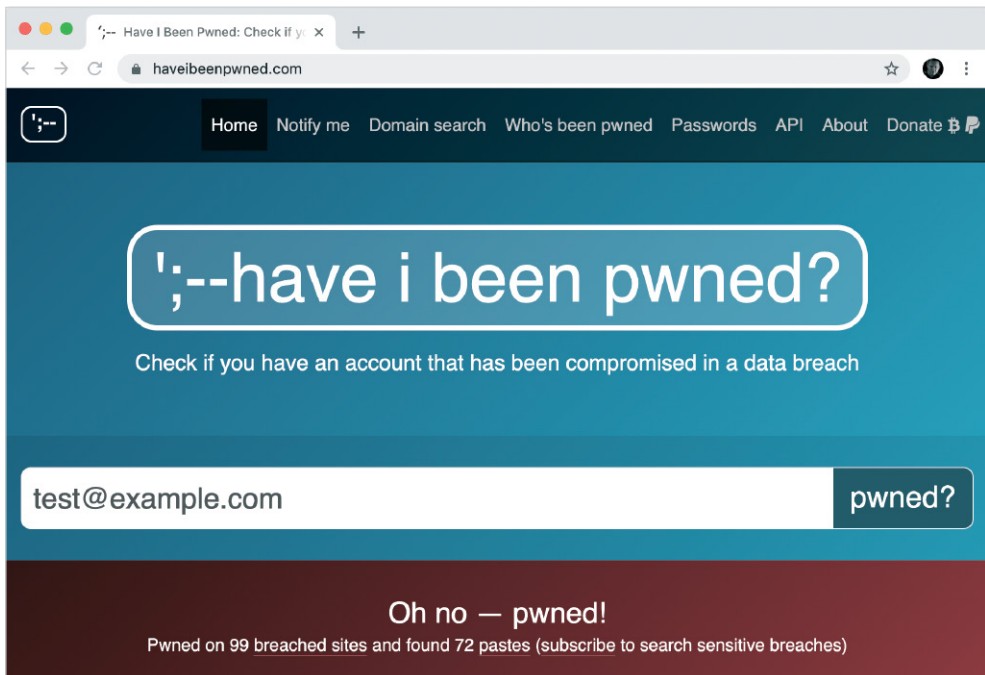 ';-- Have I Been Pwned: Check if yo
haveibeenpwned.com
';--
Home Notify me Domain search Who's been pwned Passwords API About Donate
';--have i been pwned?
Check if you have an account that has been compromised in a data breach
test@example.com pwned?
Oh no — pwned!
Pwned on 99 breached sites and found 72 pastes (subscribe to search sensitive breaches)